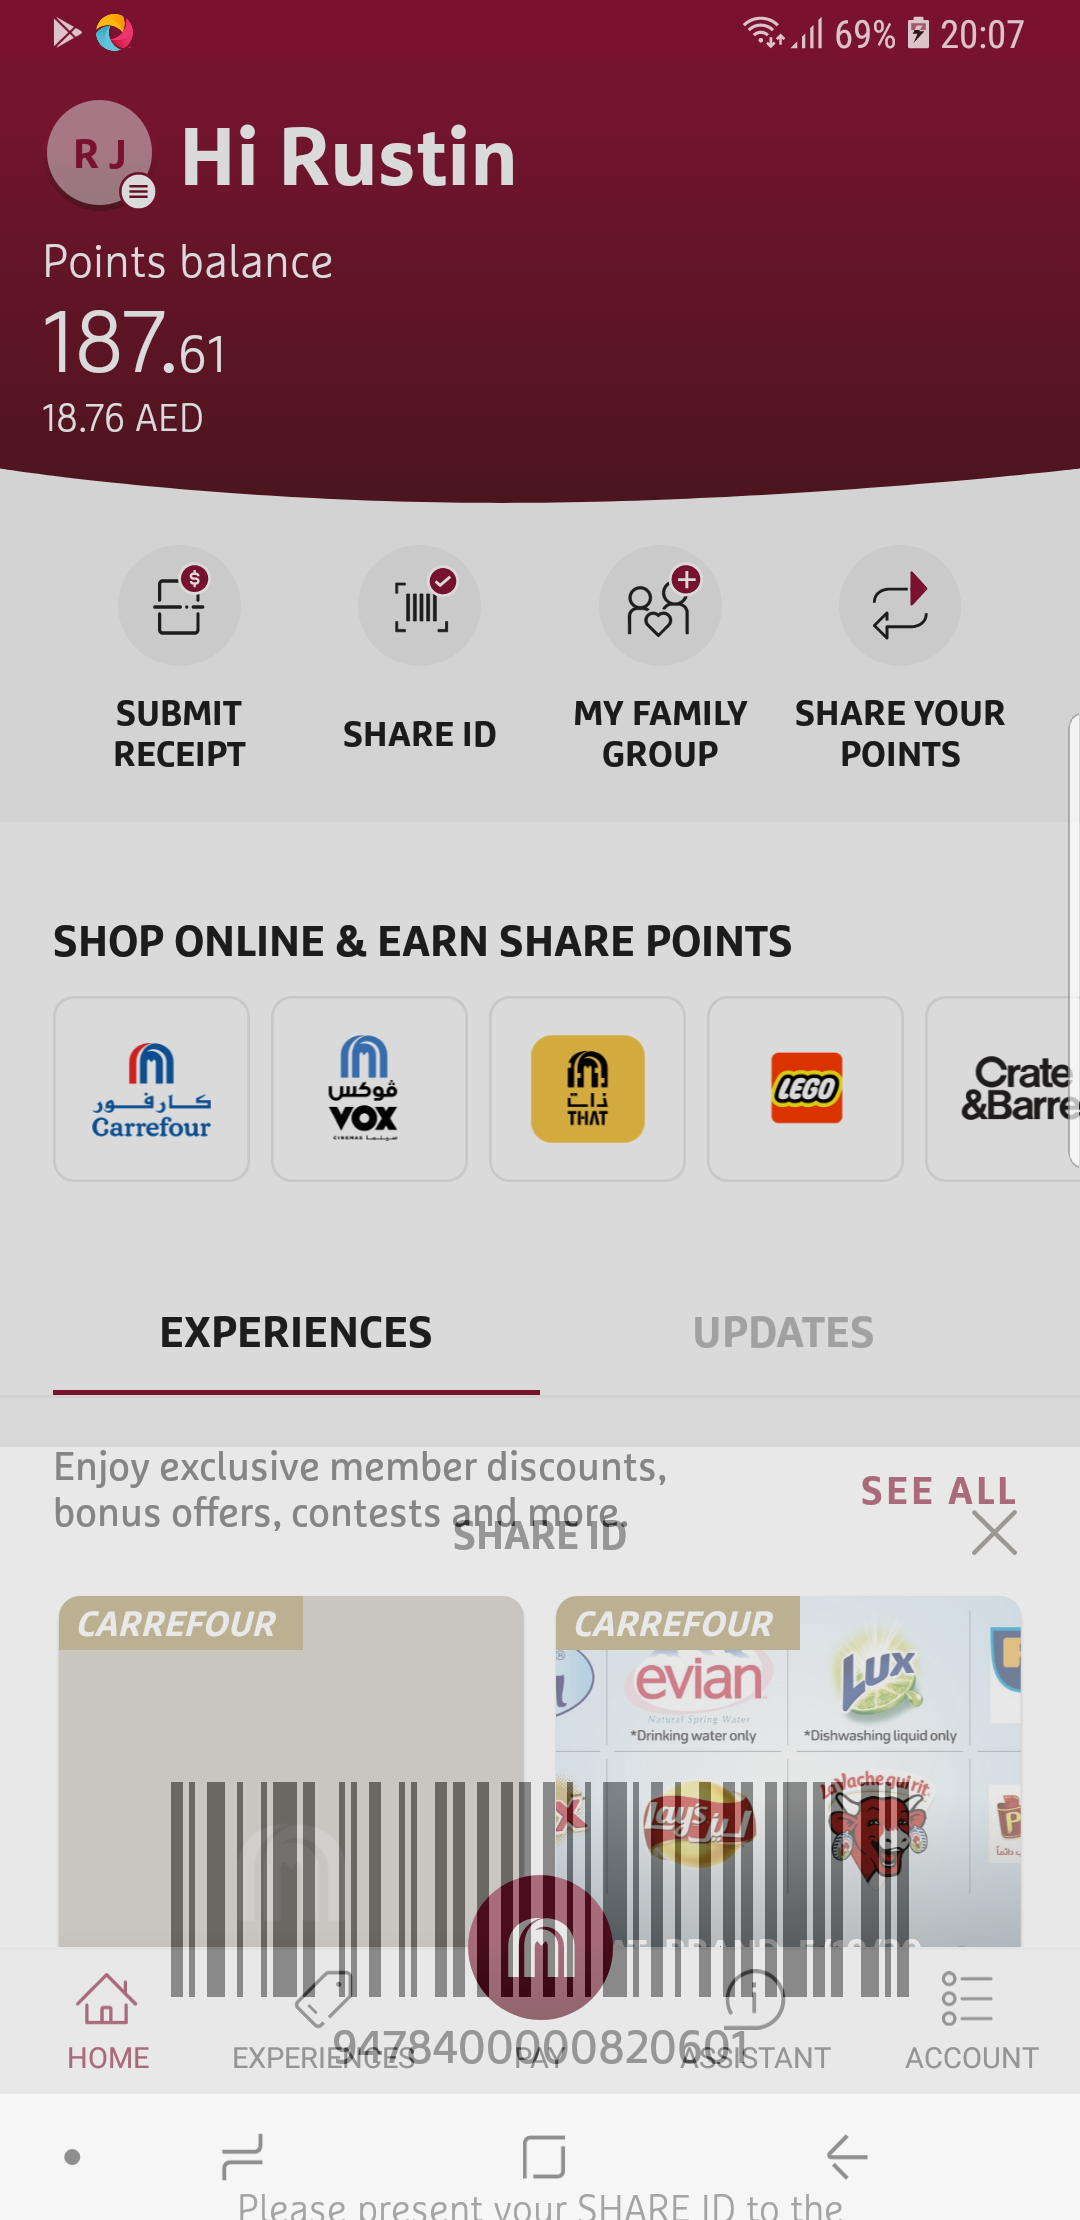 69% 20:07
R J
Hi Rustin
Points balance
187.61
18.76 AED
SUBMIT
RECEIPT
SHARE ID
MY FAMILY
GROUP
SHARE YOUR
POINTS
SHOP ONLINE & EARN SHARE POINTS
كارفور
Carrefour
ڤوكس
VOX
CINEMAS سينما
ذات
THAT
LEGO
Crate
&Barre
EXPERIENCES
UPDATES
Enjoy exclusive member discounts,
bonus offers, contests and more.
SEE ALL
SHARE ID
CARREFOUR
CARREFOUR
evian
Natural Spring Water
*Drinking water only
LUX
*Dishwashing liquid only
Lay's ليز
La Vache qui rit
HOME
EXPERIENCES
PAY
ASSISTANT
ACCOUNT
9478400000820601
Please present your SHARE ID to the